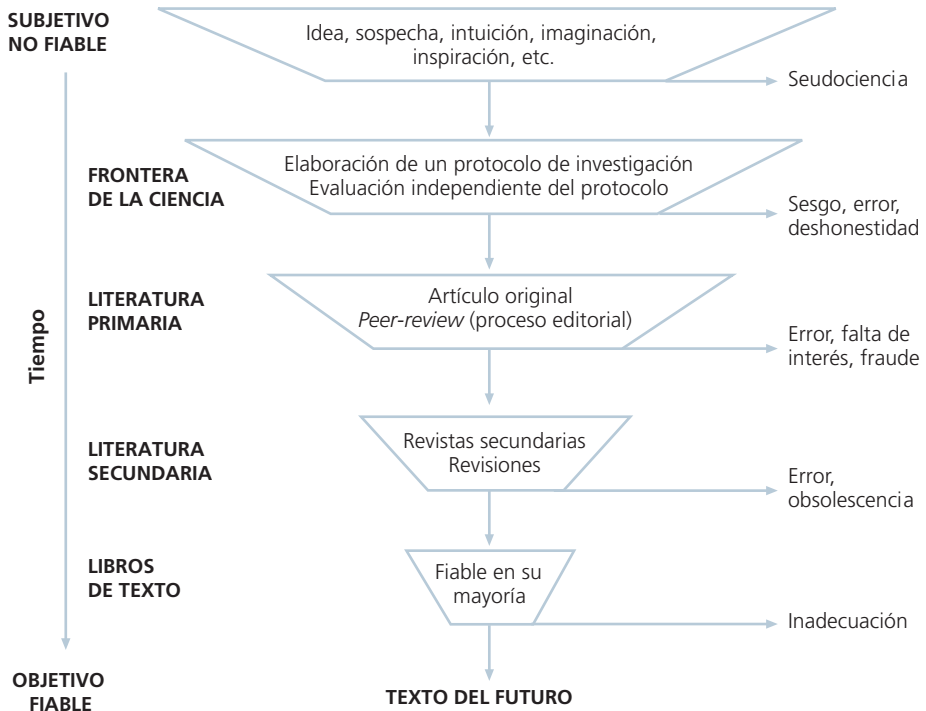 SUBJETIVO
NO FIABLE
Idea, sospecha, intuición, imaginación,
inspiración, etc.
Seudociencia
FRONTERA
DE LA CIENCIA
Elaboración de un protocolo de investigación
Evaluación independiente del protocolo
Sesgo, error,
deshonestidad
LITERATURA
PRIMARIA
Artículo original
Peer-review (proceso editorial)
Error, falta de
interés, fraude
Tiempo
LITERATURA
SECUNDARIA
Revistas secundarias
Revisiones
Error,
obsolescencia
LIBROS
DE TEXTO
Fiable en su
mayoría
Inadecuación
OBJETIVO
FIABLE
TEXTO DEL FUTURO